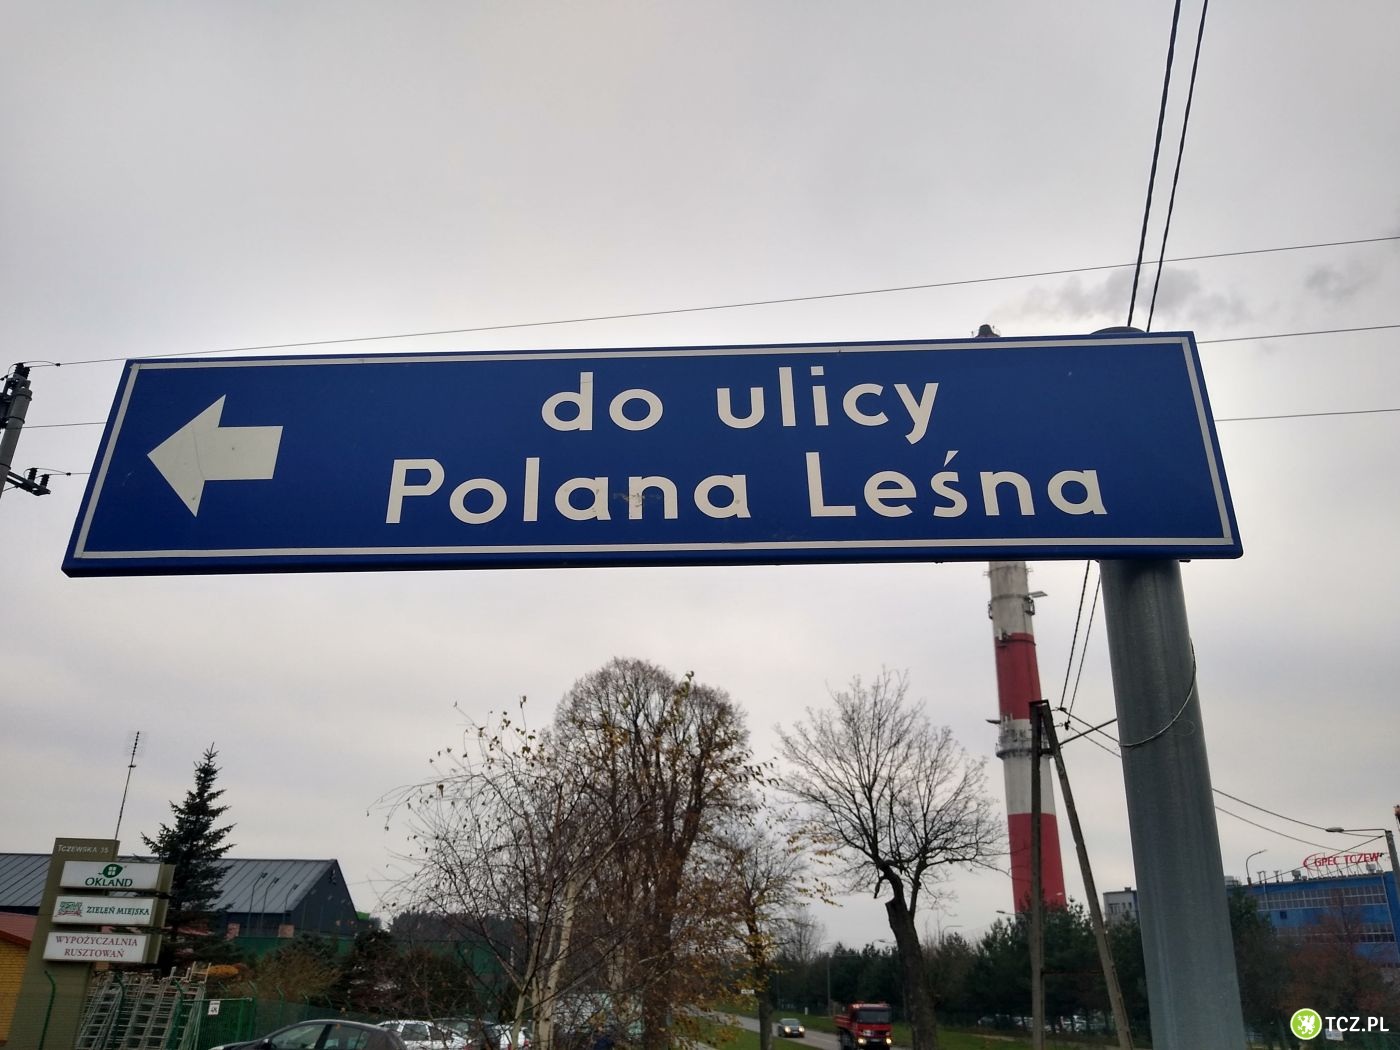 do ulicy
Polana Leśna
TCZEWSKA 35
OKLAND
ZIELEŃ MIEJSKA
WYPOŻYCZALNIA
RUSZTOWAŃ
GPEC TCZEW
TCZ.PL